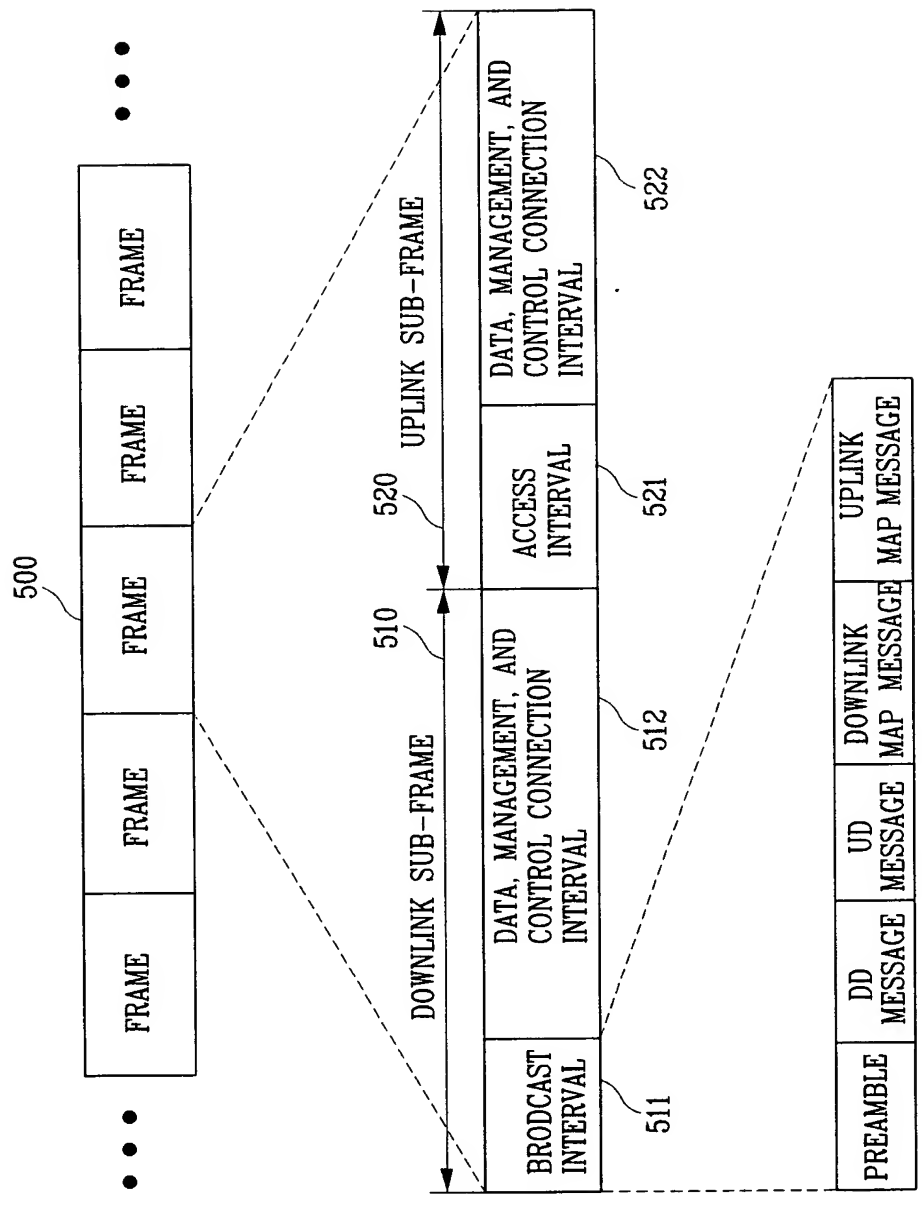 500
FRAME
FRAME
FRAME
FRAME
FRAME
DOWNLINK SUB-FRAME
510
520
UPLINK SUB-FRAME
BRODCAST
INTERVAL
DATA, MANAGEMENT, AND
CONTROL CONNECTION
INTERVAL
ACCESS
INTERVAL
DATA, MANAGEMENT, AND
CONTROL CONNECTION
INTERVAL
511
512
521
522
PREAMBLE
DD
MESSAGE
UD
MESSAGE
DOWNLINK
MAP MESSAGE
UPLINK
MAP MESSAGE